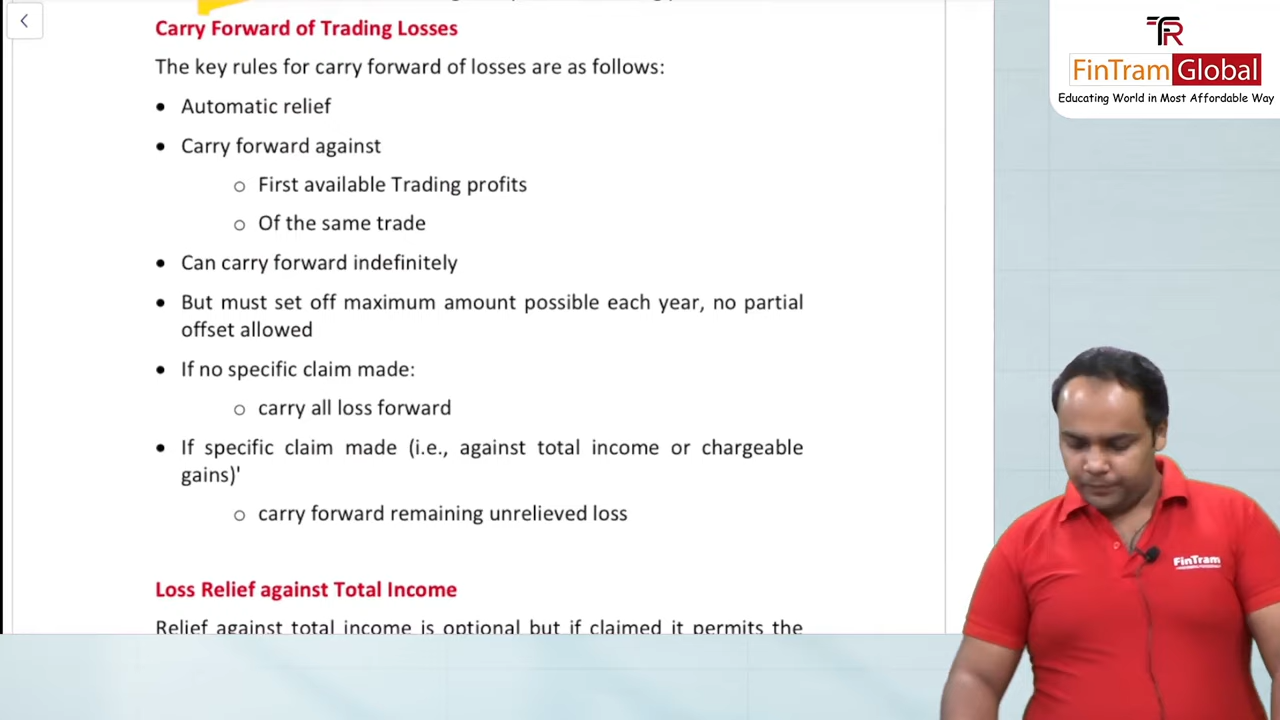 Carry Forward of Trading Losses
The key rules for carry forward of losses are as follows:
• Automatic relief
• Carry forward against
o First available Trading profits
o Of the same trade
• Can carry forward indefinitely
• But must set off maximum amount possible each year, no partial
offset allowed
• If no specific claim made:
o carry all loss forward
• If specific claim made (i.e., against total income or chargeable
gains)'
o carry forward remaining unrelieved loss
Loss Relief against Total Income
Relief against total income is optional but if claimed it permits the
FinTram Global
Educating World in Most Affordable Way
FinTram